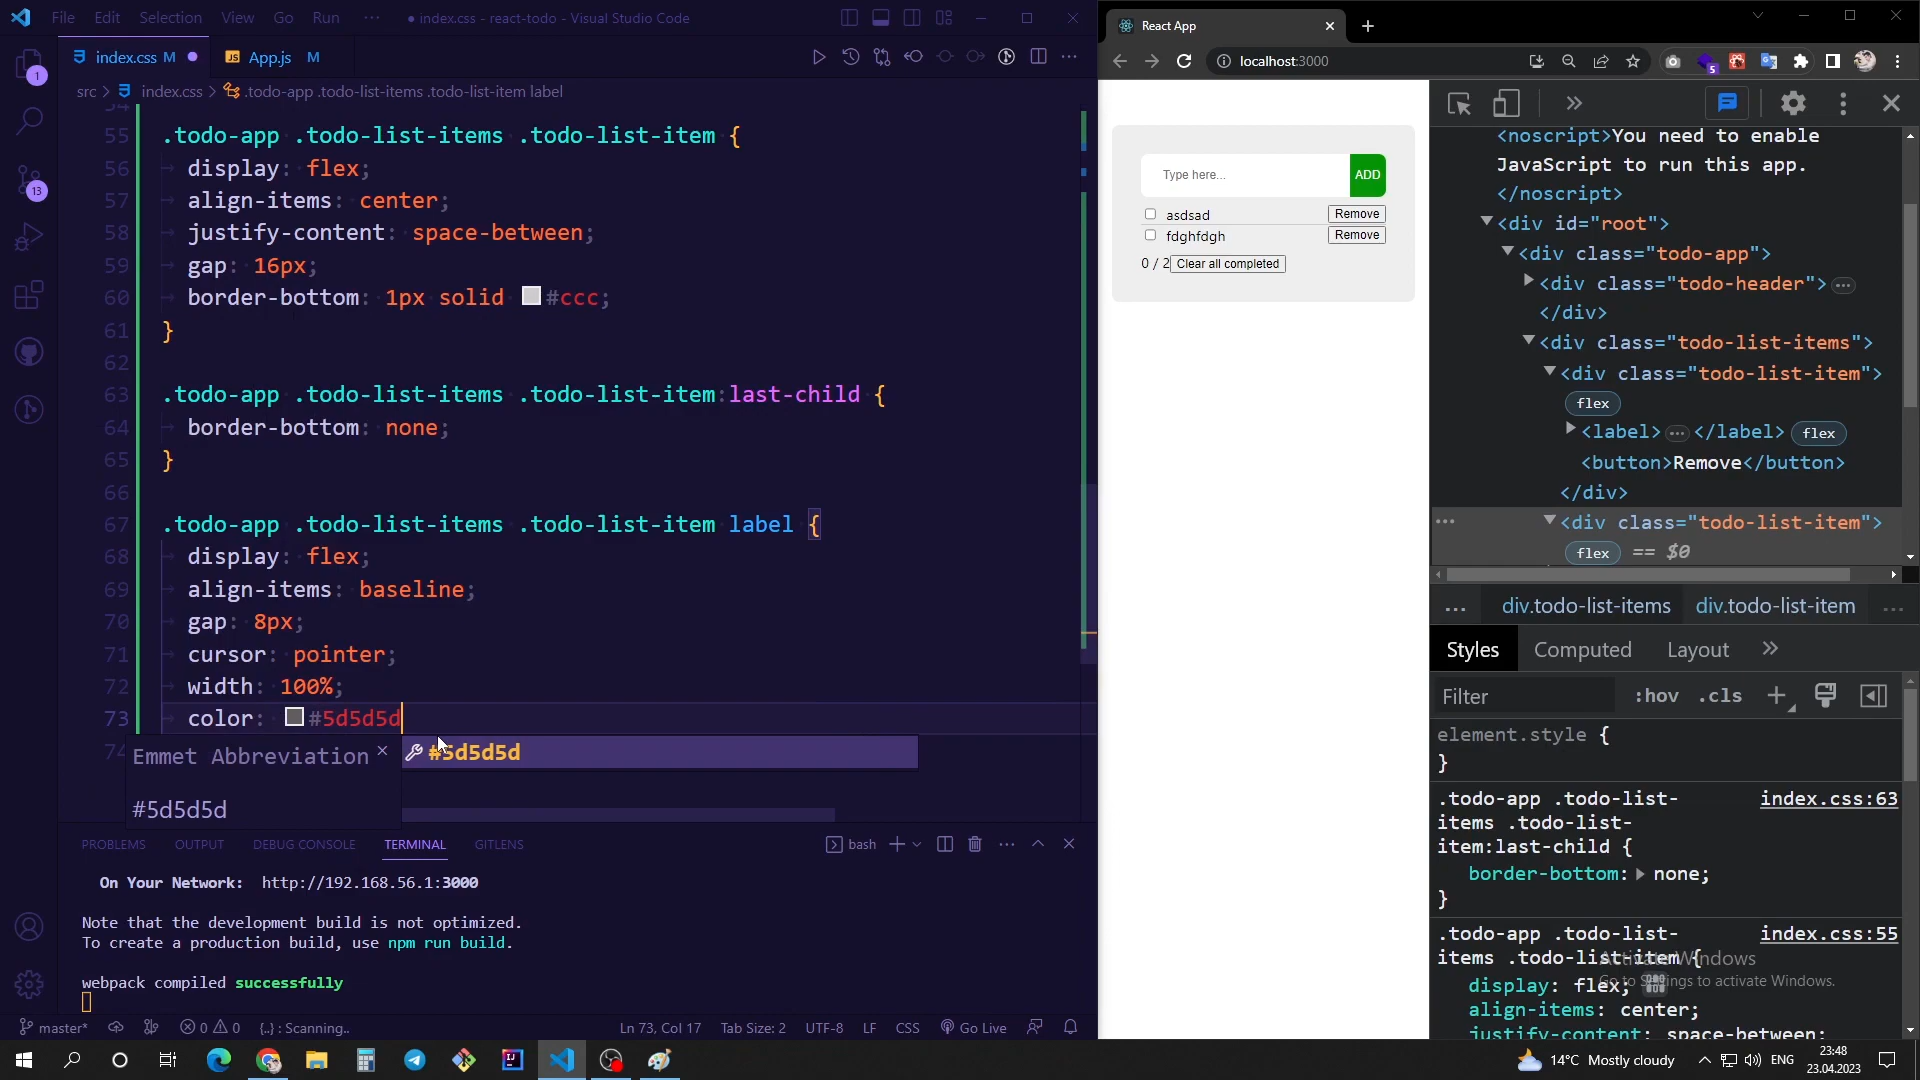 File Edit Selection View Go Run ··· ● index.css - react-todo - Visual Studio Code
index.css M ● JS App.js M
src > index.css > .todo-app .todo-list-items .todo-list-item label
54
55 .todo-app .todo-list-items .todo-list-item {
56 display: flex;
57 align-items: center;
58 justify-content: space-between;
59 gap: 16px;
60 border-bottom: 1px solid #ccc;
61 }
62
63 .todo-app .todo-list-items .todo-list-item:last-child {
64 border-bottom: none;
65 }
66
67 .todo-app .todo-list-items .todo-list-item label {
68 display: flex;
69 align-items: baseline;
70 gap: 8px;
71 cursor: pointer;
72 width: 100%;
73 color: #5d5d5d
Emmet Abbreviation ×
#5d5d5d
#5d5d5d
1
13
PROBLEMS OUTPUT DEBUG CONSOLE TERMINAL GITLENS
bash
On Your Network: http://192.168.56.1:3000
Note that the development build is not optimized.
To create a production build, use npm run build.
webpack compiled successfully
master* 0 0 {..} : Scanning..
Ln 73, Col 17 Tab Size: 2 UTF-8 LF CSS Go Live
React App
localhost:3000
5
Type here...
ADD
asdsad
Remove
fdghfdgh
Remove
0 / 2 Clear all completed
<noscript>You need to enable
JavaScript to run this app.
</noscript>
<div id="root">
<div class="todo-app">
<div class="todo-header"> ···
</div>
<div class="todo-list-items">
<div class="todo-list-item">
flex
<label> ··· </label> flex
<button>Remove</button>
</div>
··· <div class="todo-list-item">
flex == $0
... div.todo-list-items div.todo-list-item ...
Styles Computed Layout »
Filter :hov .cls +
element.style {
}
.todo-app .todo-list- index.css:63
items .todo-list-
item:last-child {
border-bottom: none;
}
.todo-app .todo-list- index.css:55
items .todo-list-item {
display: flex;
align-items: center;
justify-content: space-between;
Activate Windows
Go to Settings to activate Windows.
14°C Mostly cloudy
ENG
23:48
23.04.2023